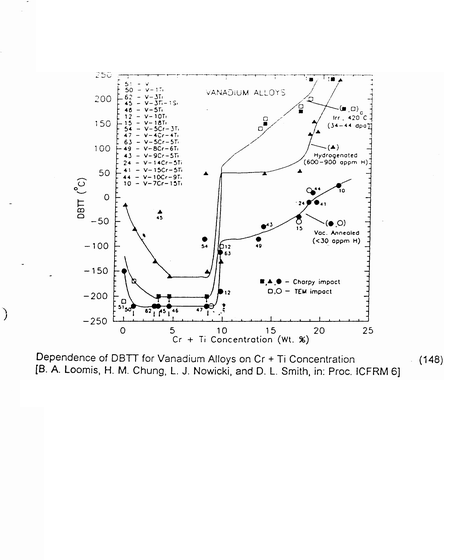 VANADIUM ALLOYS
51 - V
50 - V-1Ti
62 - V-3Ti
45 - V-3Ti-1Si
46 - V-5Ti
12 - V-10Ti
15 - V-18Ti
54 - V-5Cr-3Ti
47 - V-4Cr-4Ti
63 - V-5Cr-5Ti
49 - V-8Cr-6Ti
43 - V-9Cr-5Ti
24 - V-14Cr-5Ti
41 - V-15Cr-5Ti
44 - V-10Cr-9Ti
10 - V-7Cr-15Ti
250
200
150
100
50
0
-50
-100
-150
-200
-250
DBTT (°C)
Irr., 420°C
(34-44 dpa)
Hydrogenated
(600-900 appm H)
44
10
24
41
45
15
Vac. Annealed
(<30 appm H)
60
54
49
12
63
Charpy impact
TEM impact
12
51
50
62
45
46
47
0
5
10
15
20
25
Cr + Ti Concentration (Wt. %)
Dependence of DBTT for Vanadium Alloys on Cr + Ti Concentration (148)
[B. A. Loomis, H. M. Chung, L. J. Nowicki, and D. L. Smith, in: Proc. ICFRM 6]